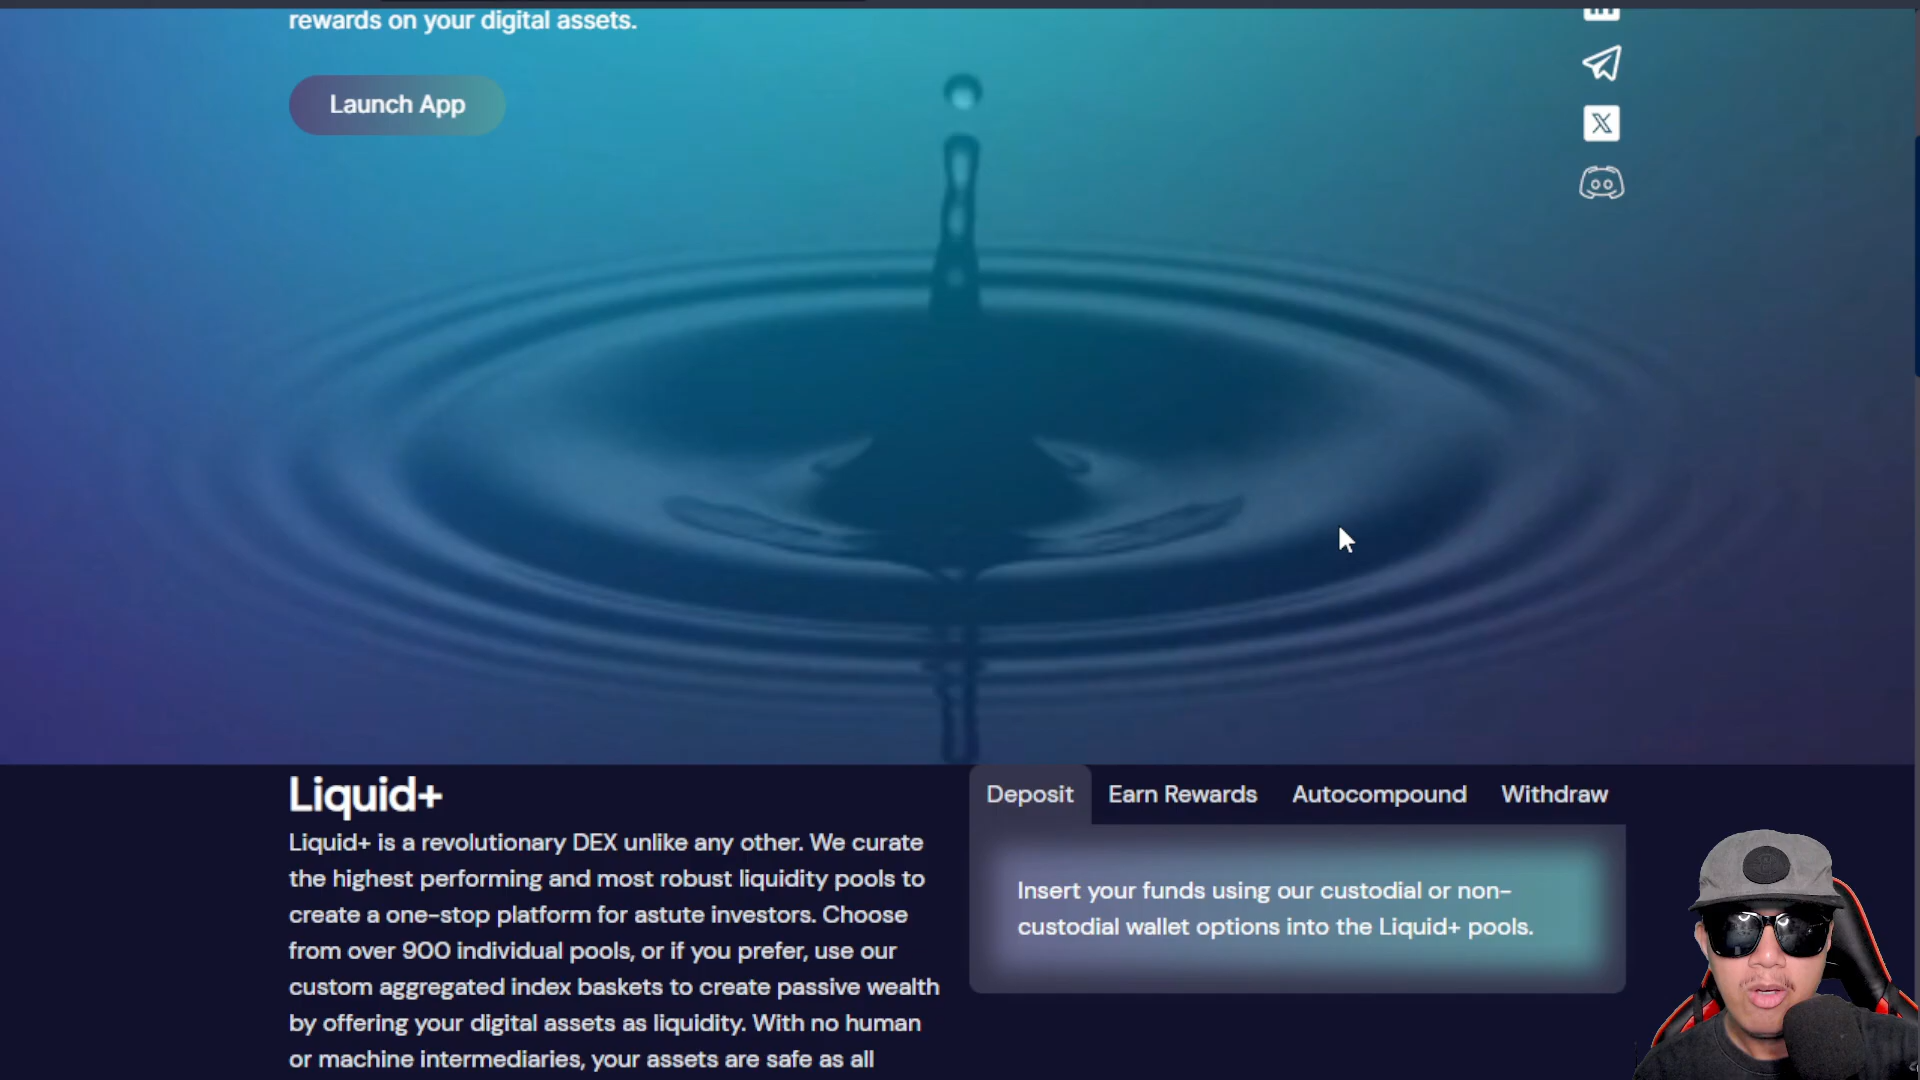 rewards on your digital assets.
Launch App
Liquid+
Liquid+ is a revolutionary DEX unlike any other. We curate
the highest performing and most robust liquidity pools to
create a one-stop platform for astute investors. Choose
from over 900 individual pools, or if you prefer, use our
custom aggregated index baskets to create passive wealth
by offering your digital assets as liquidity. With no human
or machine intermediaries, your assets are safe as all
Deposit Earn Rewards Autocompound Withdraw
Insert your funds using our custodial or non-
custodial wallet options into the Liquid+ pools.